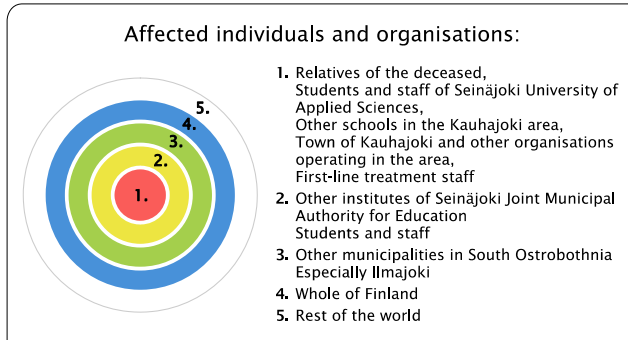 Affected individuals and organisations:
5.
4.
3.
2.
1.
1. Relatives of the deceased,
Students and staff of Seinäjoki University of
Applied Sciences,
Other schools in the Kauhajoki area,
Town of Kauhajoki and other organisations
operating in the area,
First-line treatment staff
2. Other institutes of Seinäjoki Joint Municipal
Authority for Education
Students and staff
3. Other municipalities in South Ostrobothnia
Especially Ilmajoki
4. Whole of Finland
5. Rest of the world